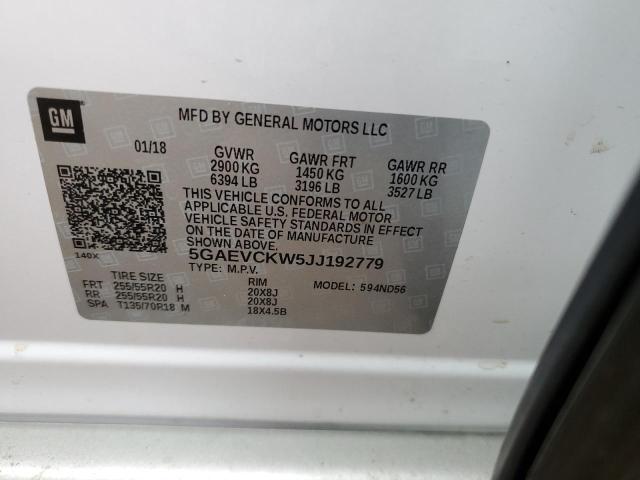 GM
MFD BY GENERAL MOTORS LLC
01/18 GVWR GAWR FRT GAWR RR
2900 KG 1450 KG 1600 KG
6394 LB 3196 LB 3527 LB
THIS VEHICLE CONFORMS TO ALL
APPLICABLE U.S. FEDERAL MOTOR
VEHICLE SAFETY STANDARDS IN EFFECT
ON THE DATE OF MANUFACTURE
SHOWN ABOVE.
140X 5GAEVCKW5JJ192779
TYPE: M.P.V.
TIRE SIZE RIM MODEL: 594ND56
FRT 255/55R20 H 20X8J
RR 255/55R20 H 20X8J
SPA T135/70R18 M 18X4.5B